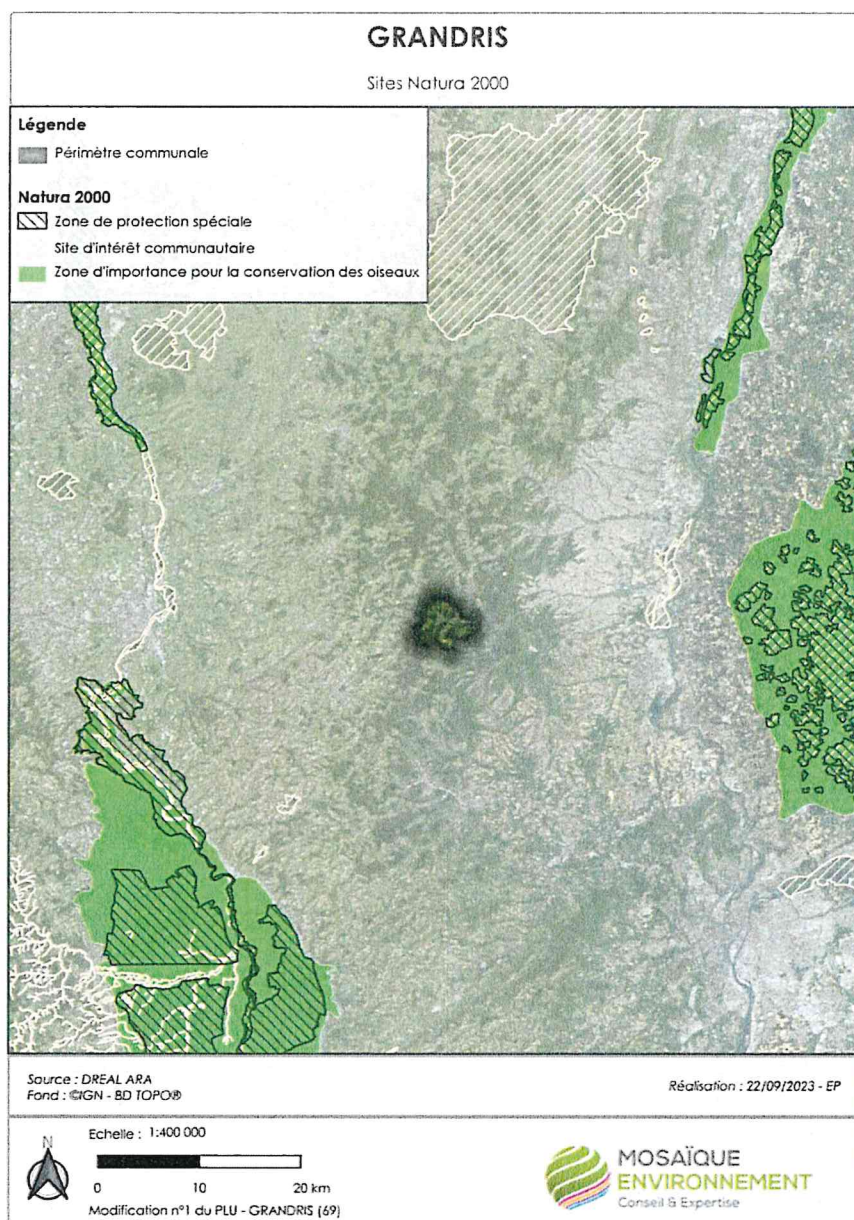 GRANDRIS
Sites Natura 2000
Légende
Périmètre communale
Natura 2000
Zone de protection spéciale
Site d'intérêt communautaire
Zone d'importance pour la conservation des oiseaux
Source : DREAL ARA
Fond : ©IGN - BD TOPO®
Réalisation : 22/09/2023 - EP
N
Echelle : 1:400 000
0 10 20 km
Modification n°1 du PLU - GRANDRIS (69)
MOSAÏQUE
ENVIRONNEMENT
Conseil & Expertise